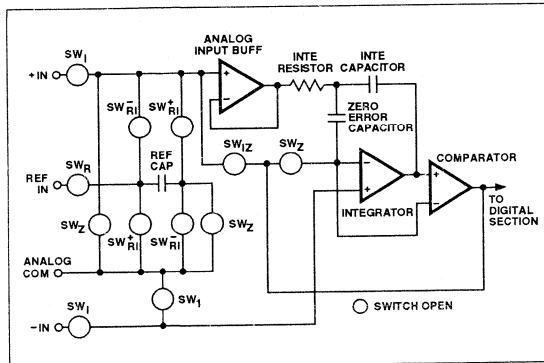 SWI
+IN
ANALOG
INPUT BUFF
INTE
RESISTOR
INTE
CAPACITOR
SW-RI
SW+RI
ZERO
ERROR
CAPACITOR
SWR
REF
IN
REF
CAP
SWIZ
SWZ
COMPARATOR
INTEGRATOR
TO
DIGITAL
SECTION
SWZ
SW+RI
SW-RI
SWZ
ANALOG
COM
SW1
SWITCH OPEN
SWI
-IN
+
-
-
+
+
-